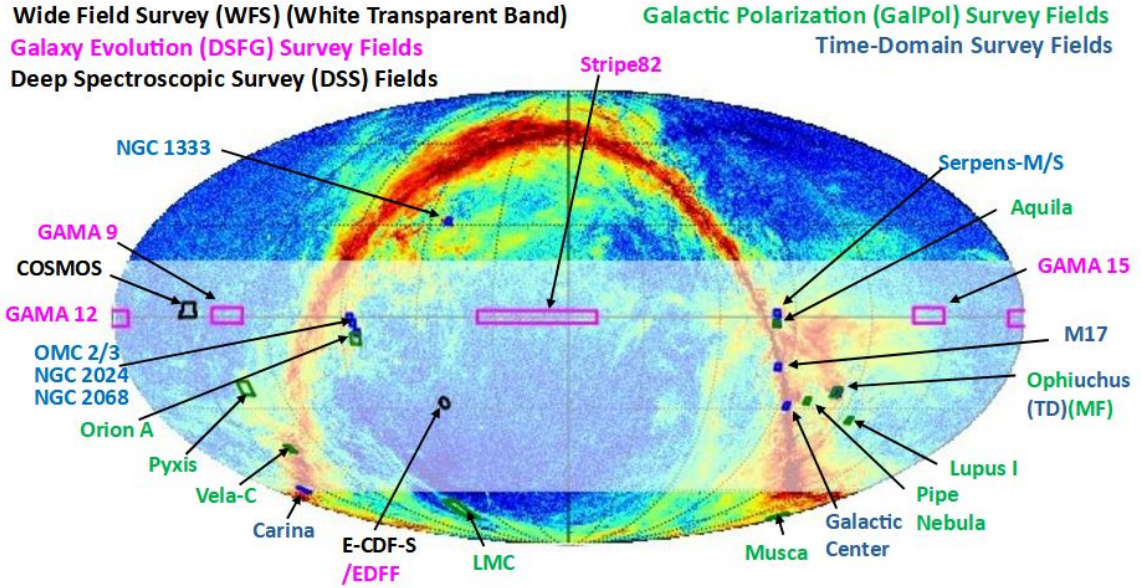 Wide Field Survey (WFS) (White Transparent Band)
Galactic Polarization (GalPol) Survey Fields
Galaxy Evolution (DSFG) Survey Fields
Time-Domain Survey Fields
Deep Spectroscopic Survey (DSS) Fields
Stripe82
NGC 1333
Serpens-M/S
Aquila
GAMA 9
COSMOS
GAMA 15
GAMA 12
OMC 2/3
NGC 2024
NGC 2068
M17
Ophiuchus
(TD)(MF)
Orion A
Pyxis
Vela-C
Carina
E-CDF-S
/EDFF
LMC
Musca
Galactic
Center
Pipe
Nebula
Lupus I